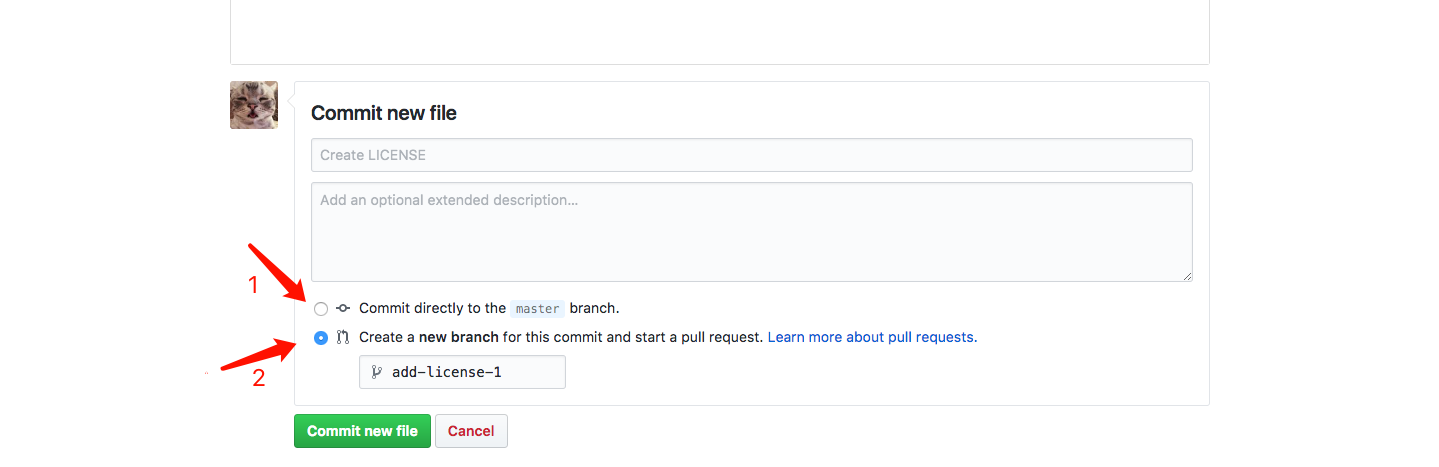 Commit new file
Create LICENSE
Add an optional extended description...
1
Commit directly to the master branch.
Create a new branch for this commit and start a pull request. Learn more about pull requests.
2
add-license-1
Commit new file Cancel